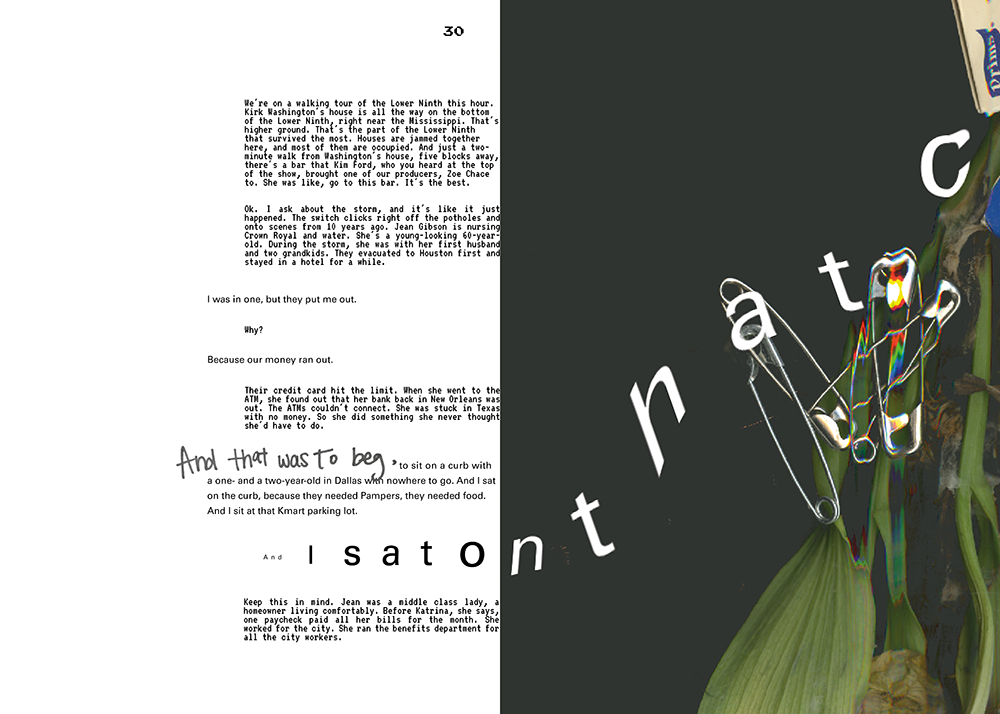 30
We're on a walking tour of the Lower Ninth this hour.
Kirk Washington's house is all the way on the bottom
of the Lower Ninth, right near the Mississippi. That's
higher ground. That's the part of the Lower Ninth
that survived the most. Houses are jammed together
here, and most of them are occupied. And just a two-
minute walk from Washington's house, five blocks away,
there's a bar that Kim Ford, who you heard at the top
of the show, brought one of our producers, Zoe Chace
to. She was like, go to this bar. It's the best.
Ok. I ask about the storm, and it's like it just
happened. The switch clicks right off the potholes and
onto scenes from 10 years ago. Jean Gibson is nursing
Crown Royal and water. She's a young-looking 60-year-
old. During the storm, she was with her first husband
and two grandkids. They evacuated to Houston first and
stayed in a hotel for a while.
I was in one, but they put me out.
Why?
Because our money ran out.
Their credit card hit the limit. When she went to the
ATM, she found out that her bank back in New Orleans was
out. The ATMs couldn't connect. She was stuck in Texas
with no money. So she did something she never thought
she'd have to do.
And that was to beg, to sit on a curb with
a one- and a two-year-old in Dallas with nowhere to go. And I sat
on the curb, because they needed Pampers, they needed food.
And I sit at that Kmart parking lot.
And I sat o
n t n a t c
Keep this in mind. Jean was a middle class lady, a
homeowner living comfortably. Before Katrina, she says,
one paycheck paid all her bills for the month. She
worked for the city. She ran the benefits department for
all the city workers.